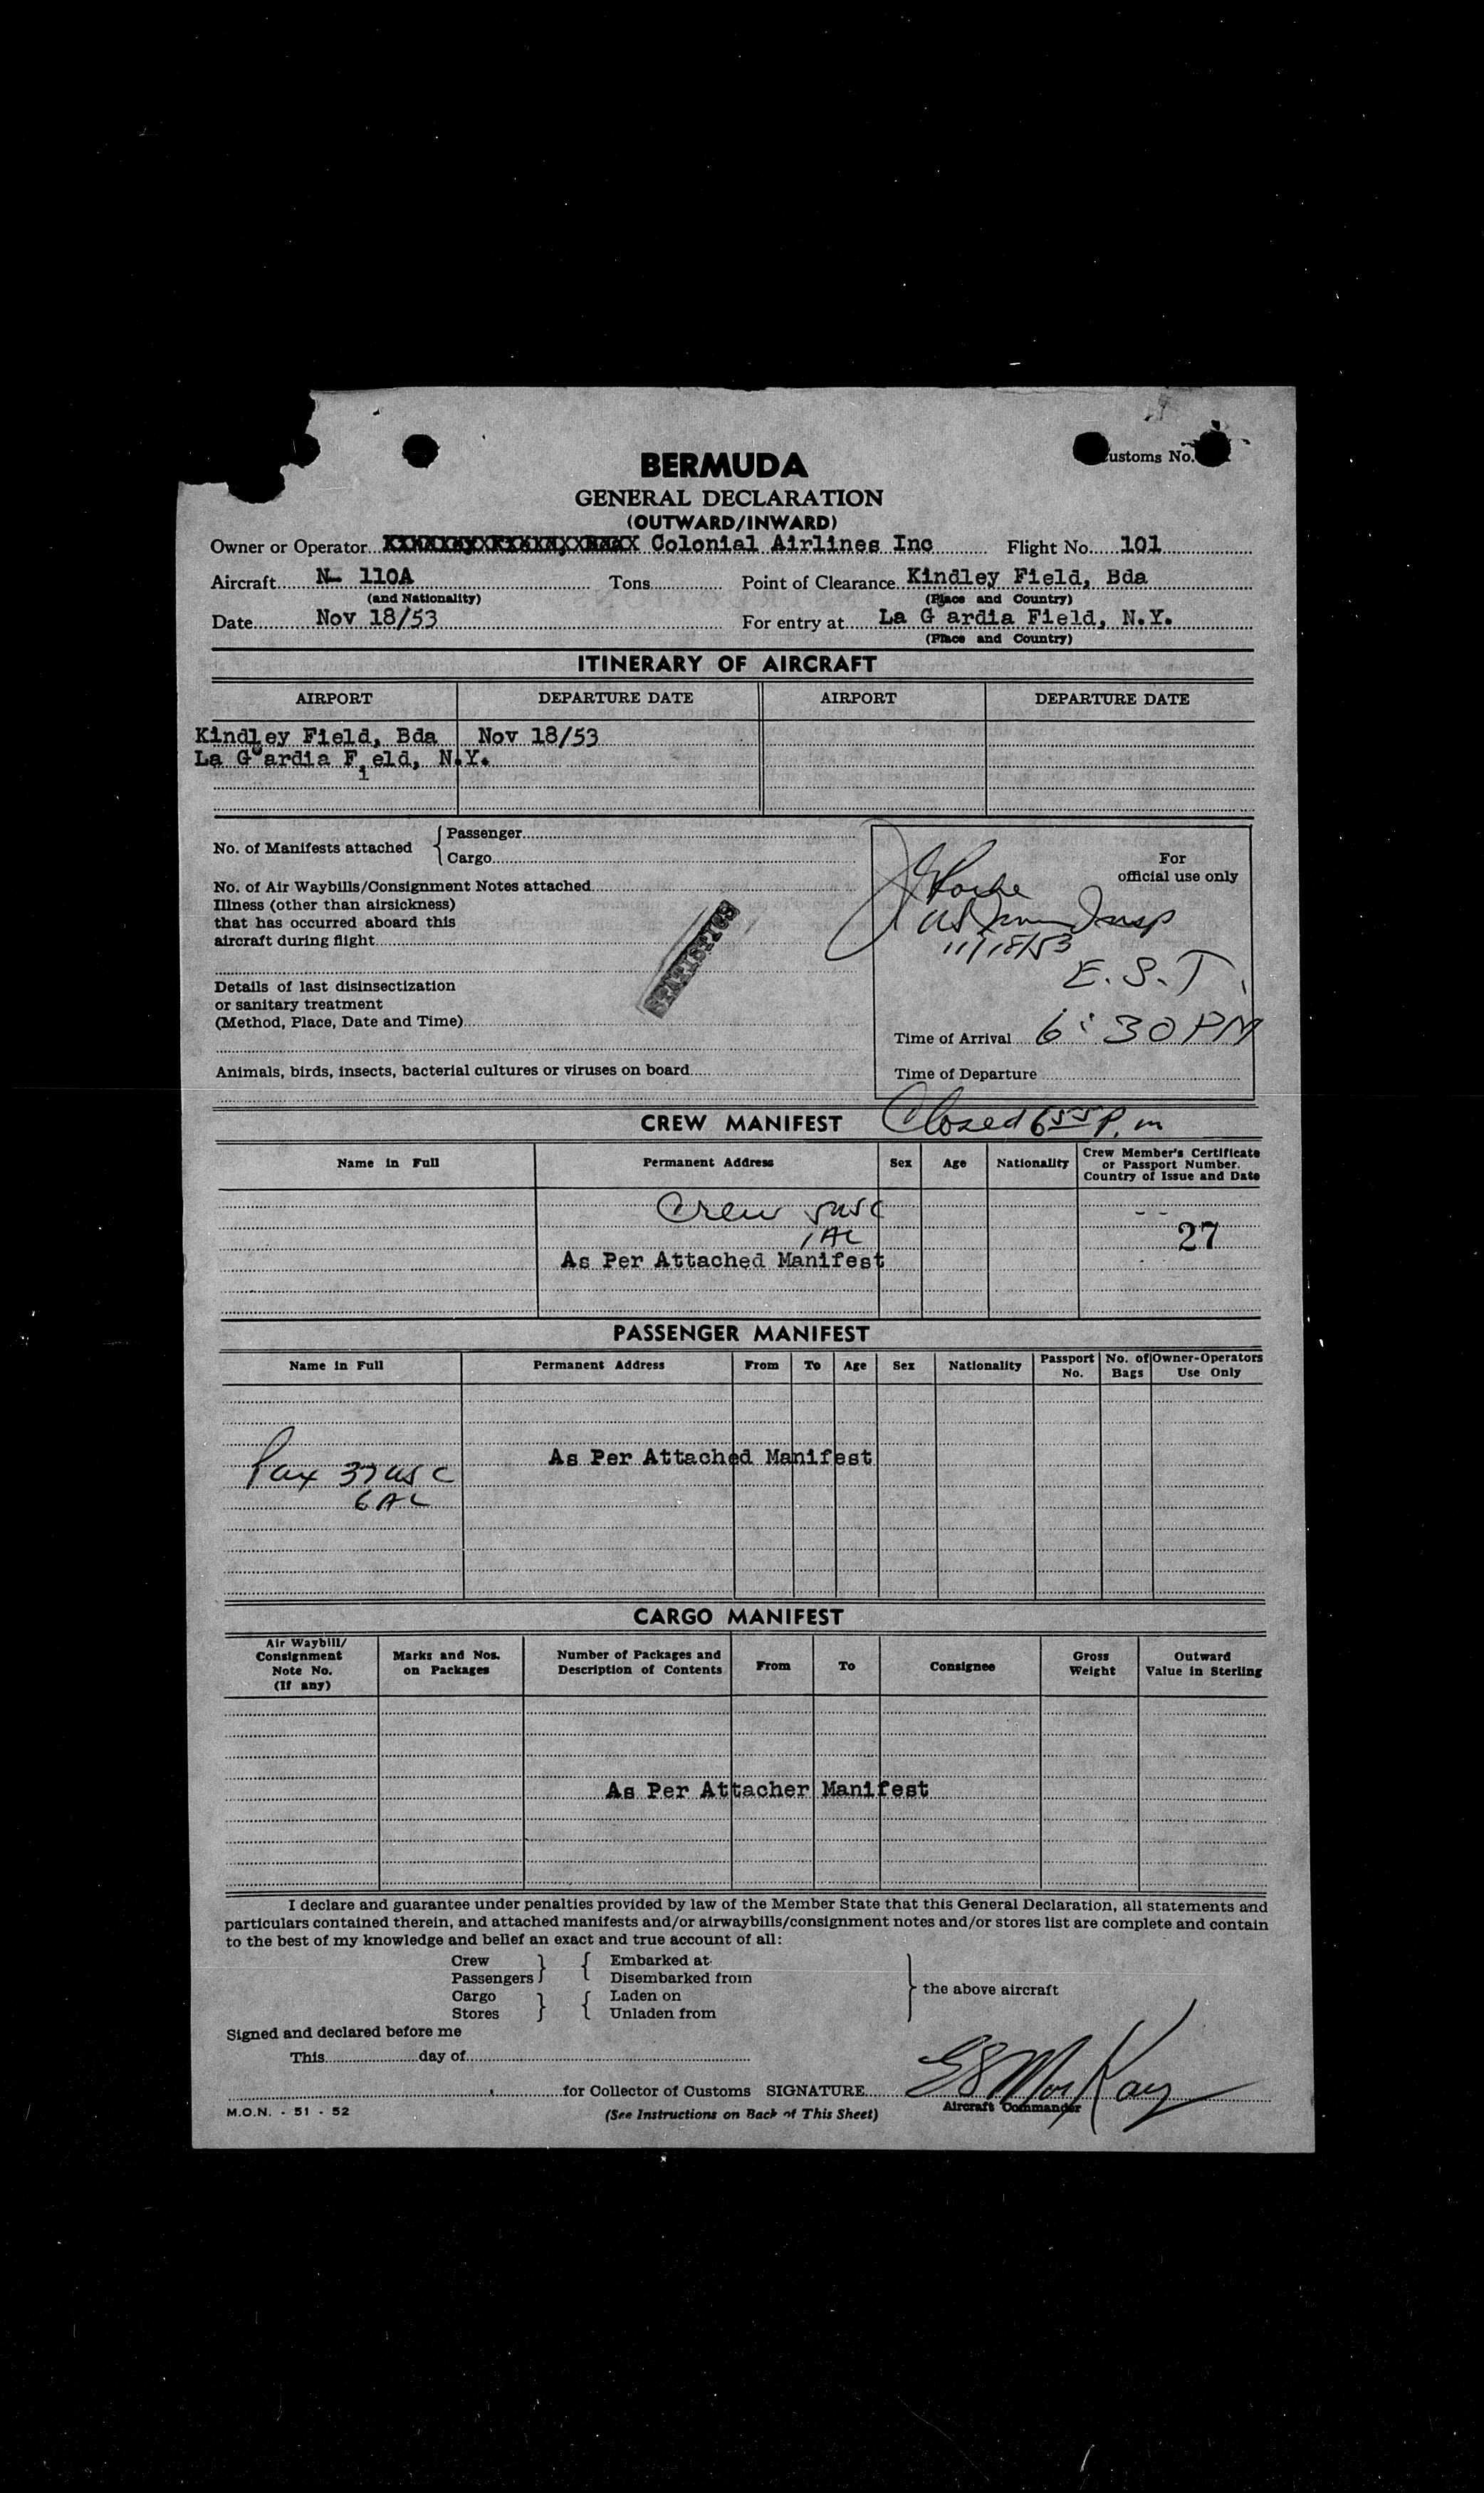 BERMUDA
ustoms No.
GENERAL DECLARATION
(OUTWARD/INWARD)
Owner or Operator Colonial Airlines Inc Flight No. 101
Aircraft N- 110A Tons Point of Clearance Kindley Field, Bda
(and Nationality) (Place and Country)
Date Nov 18/53 For entry at La G ardia Field, N.Y.
(Place and Country)
ITINERARY OF AIRCRAFT
AIRPORT DEPARTURE DATE AIRPORT DEPARTURE DATE
Kindley Field, Bda Nov 18/53
La Guardia Field, N.Y.
No. of Manifests attached { Passenger
Cargo
For
official use only
No. of Air Waybills/Consignment Notes attached
Illness (other than airsickness)
that has occurred aboard this
aircraft during flight
11/18/53
E.S.T.
Details of last disinsectization
or sanitary treatment
(Method, Place, Date and Time)
STATISTICS
Time of Arrival 6:30 PM
Animals, birds, insects, bacterial cultures or viruses on board
Time of Departure
CREW MANIFEST Closed 6 55 P.m
Name in Full Permanent Address Sex Age Nationality Crew Member's Certificate
or Passport Number.
Country of Issue and Date
Crew 5 USC
1 AL
27
As Per Attached Manifest
PASSENGER MANIFEST
Name in Full Permanent Address From To Age Sex Nationality Passport No. No. of Bags Owner-Operators Use Only
As Per Attached Manifest
Pax 37 USC
6 AL
CARGO MANIFEST
Air Waybill/
Consignment
Note No.
(If any)
Marks and Nos.
on Packages
Number of Packages and
Description of Contents
From To Consignee
Gross
Weight
Outward
Value in Sterling
As Per Attacher Manifest
I declare and guarantee under penalties provided by law of the Member State that this General Declaration, all statements and
particulars contained therein, and attached manifests and/or airwaybills/consignment notes and/or stores list are complete and contain
to the best of my knowledge and belief an exact and true account of all:
Crew } { Embarked at
Passengers } { Disembarked from
Cargo } { Laden on } the above aircraft
Stores } { Unladen from
Signed and declared before me
This day of
for Collector of Customs SIGNATURE
Aircraft Commander
M.O.N. - 51 - 52 (See Instructions on Back of This Sheet)